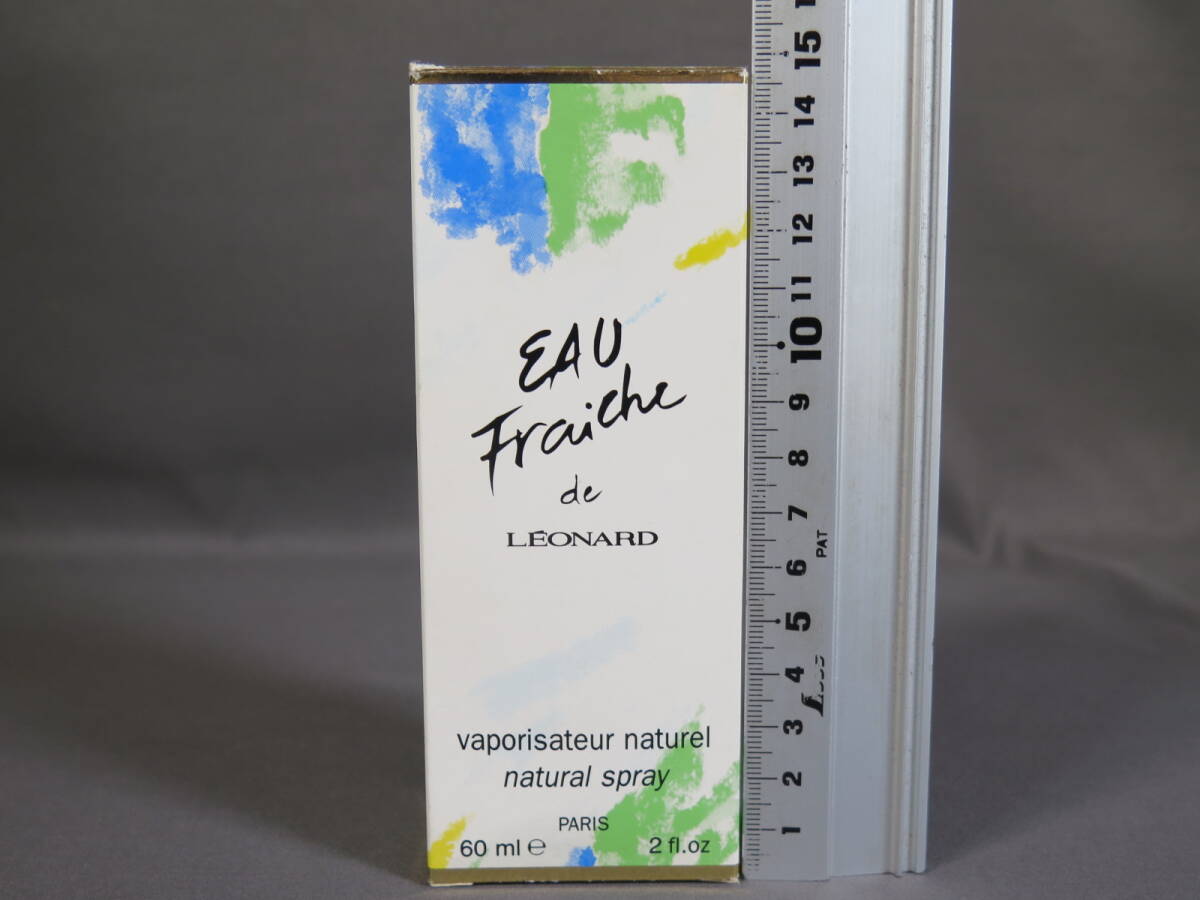 EAU
Fraiche
de
LÉONARD
vaporisateur naturel
natural spray
PARIS
60 ml ℮ 2 fl.oz
15
14
13
12
11
10
9
8
7
PAT
6
5
4
3
2
1